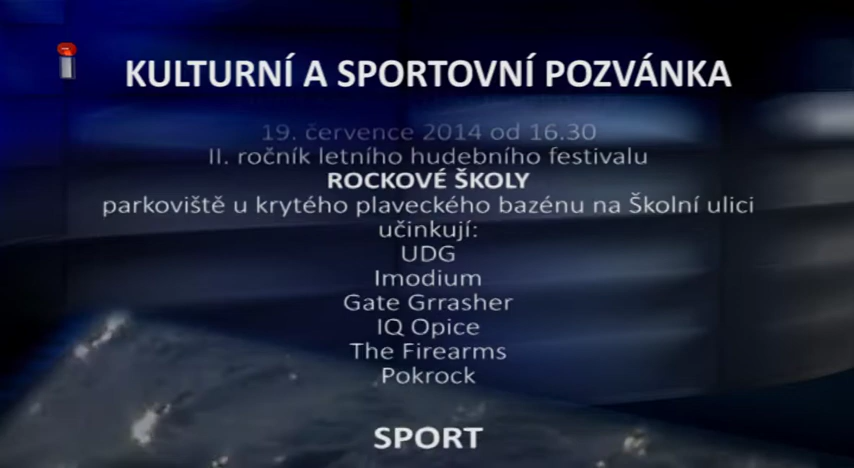 KULTURNÍ A SPORTOVNÍ POZVÁNKA
19. července 2014 od 16.30
II. ročník letního hudebního festivalu
ROCKOVÉ ŠKOLY
parkoviště u krytého plaveckého bazénu na Školní ulici
učinkují:
UDG
Imodium
Gate Grrasher
IQ Opice
The Firearms
Pokrock
SPORT